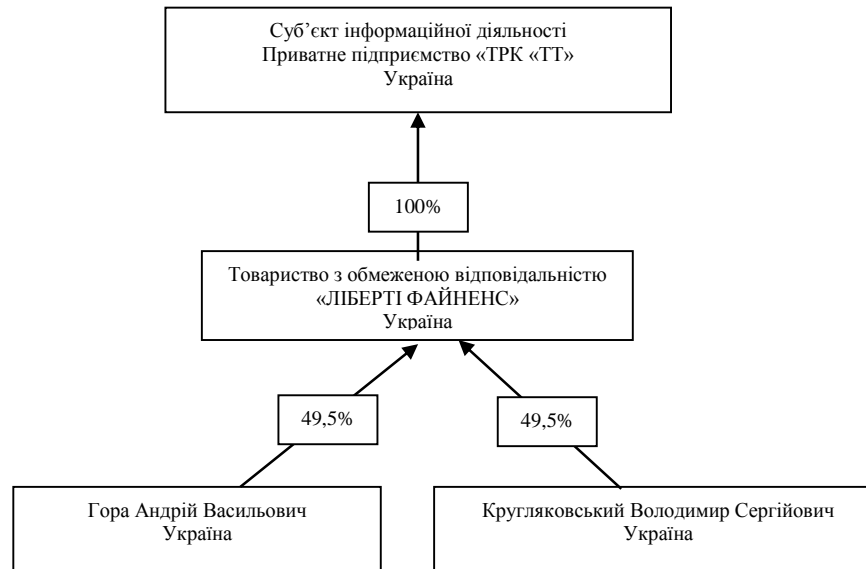 Суб’єкт інформаційної діяльності
Приватне підприємство «ТРК «ТТ»
Україна
100%
Товариство з обмеженою відповідальністю
«ЛІБЕРТІ ФАЙНЕНС»
Україна
49,5%
49,5%
Гора Андрій Васильович
Україна
Кругляковський Володимир Сергійович
Україна